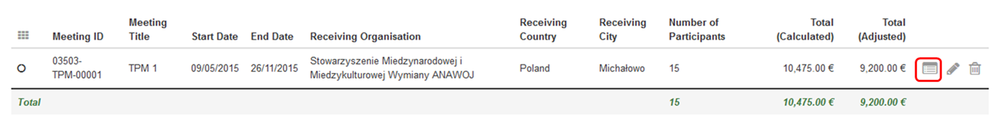 Meeting ID Meeting Title Start Date End Date Receiving Organisation Receiving Country Receiving City Number of Participants Total (Calculated) Total (Adjusted)
03503-TPM-00001 TPM 1 09/05/2015 26/11/2015 Stowarzyszenie Miedzynarodowej i Miedzykulturowej Wymiany ANAWOJ Poland Michałowo 15 10,475.00 € 9,200.00 €
Total 15 10,475.00 € 9,200.00 €